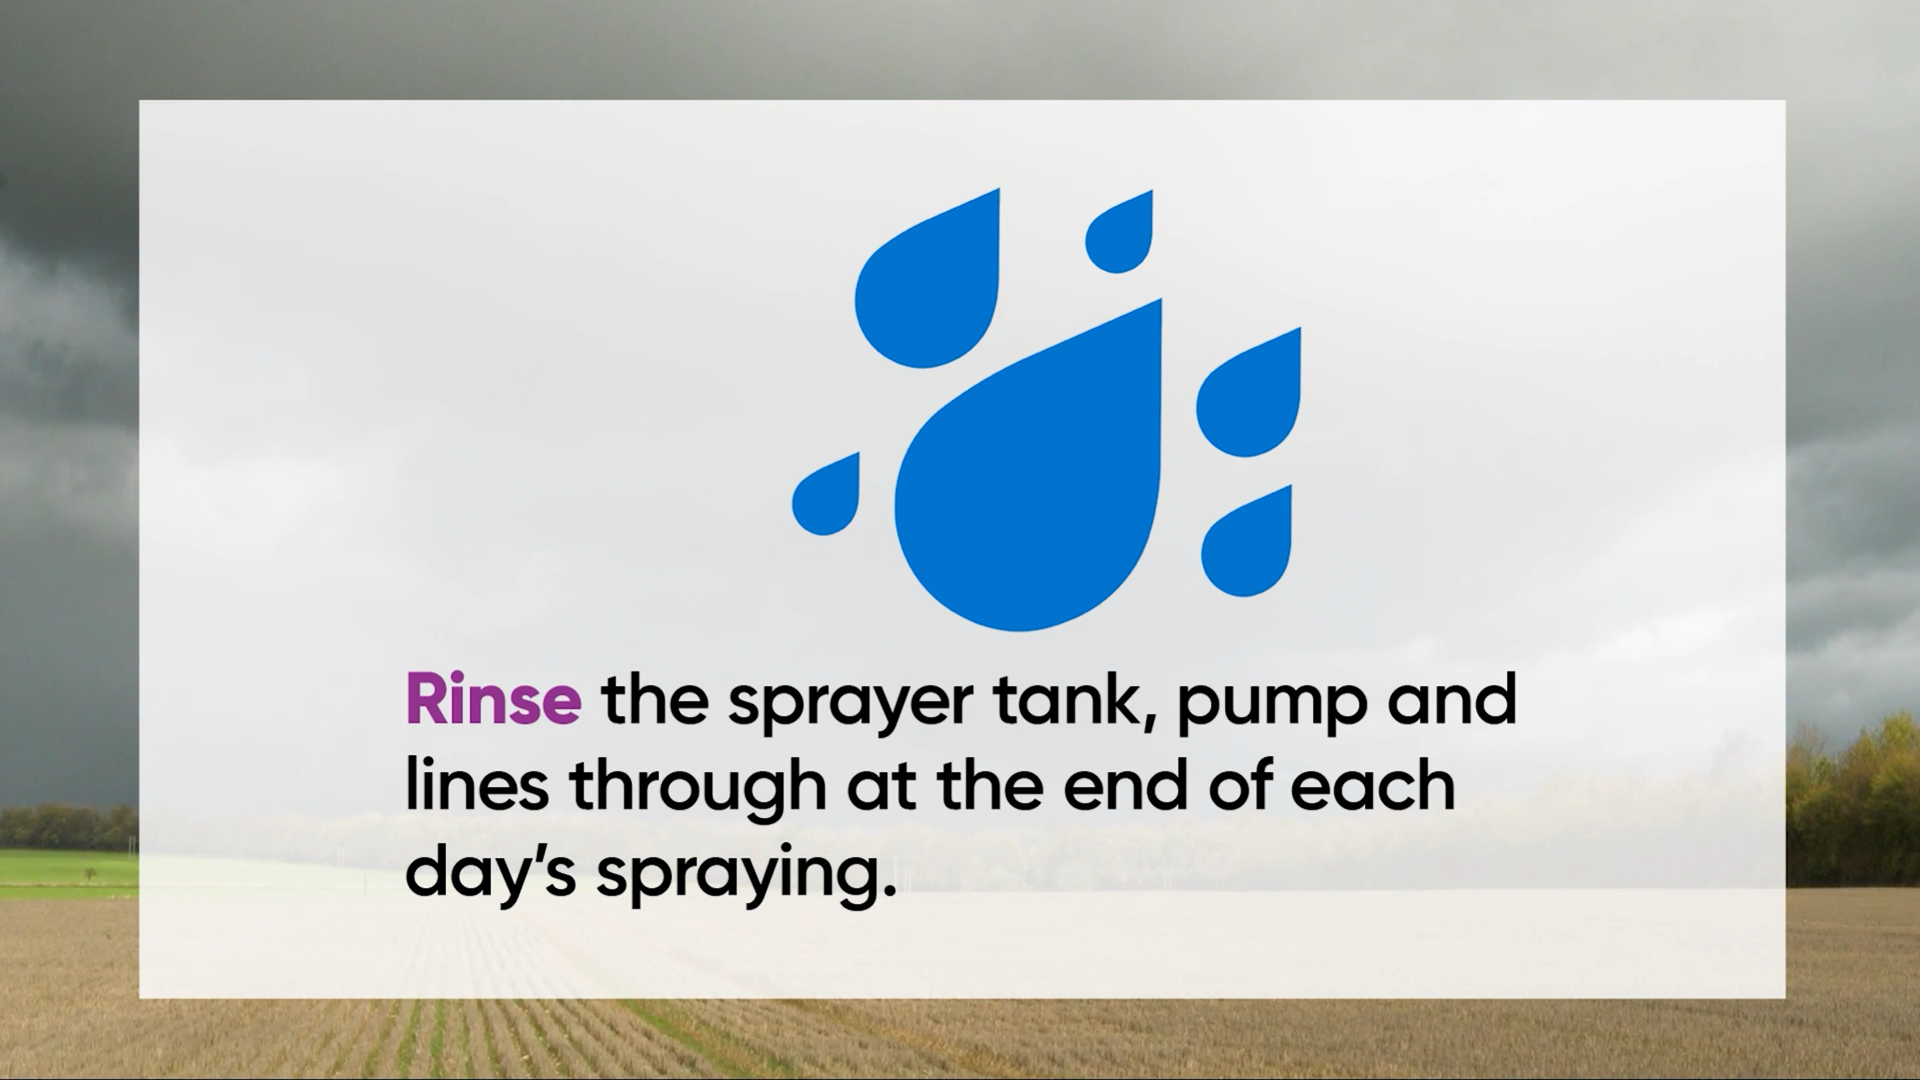 Rinse the sprayer tank, pump and
lines through at the end of each
day’s spraying.